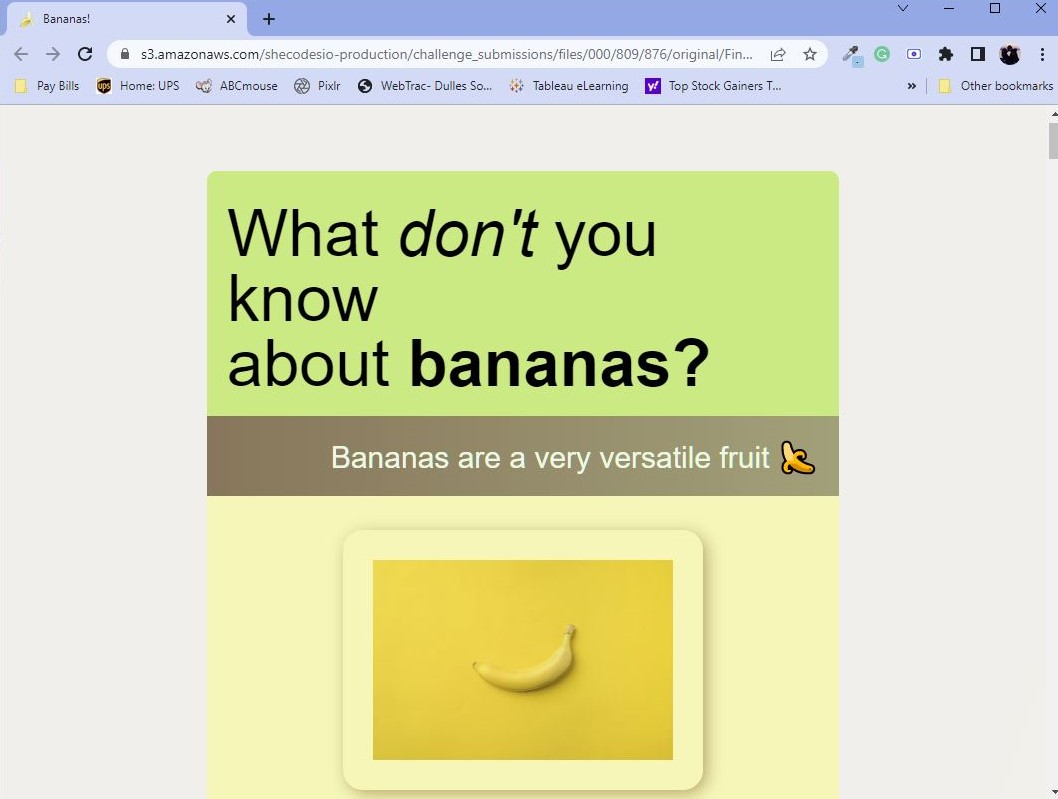 Bananas!
s3.amazonaws.com/shecodesio-production/challenge_submissions/files/000/809/876/original/Fin...
Pay Bills
Home: UPS
ABCmouse
Pixlr
WebTrac- Dulles So...
Tableau eLearning
Top Stock Gainers T...
»
Other bookmarks
What don't you
know
about bananas?
Bananas are a very versatile fruit 🍌